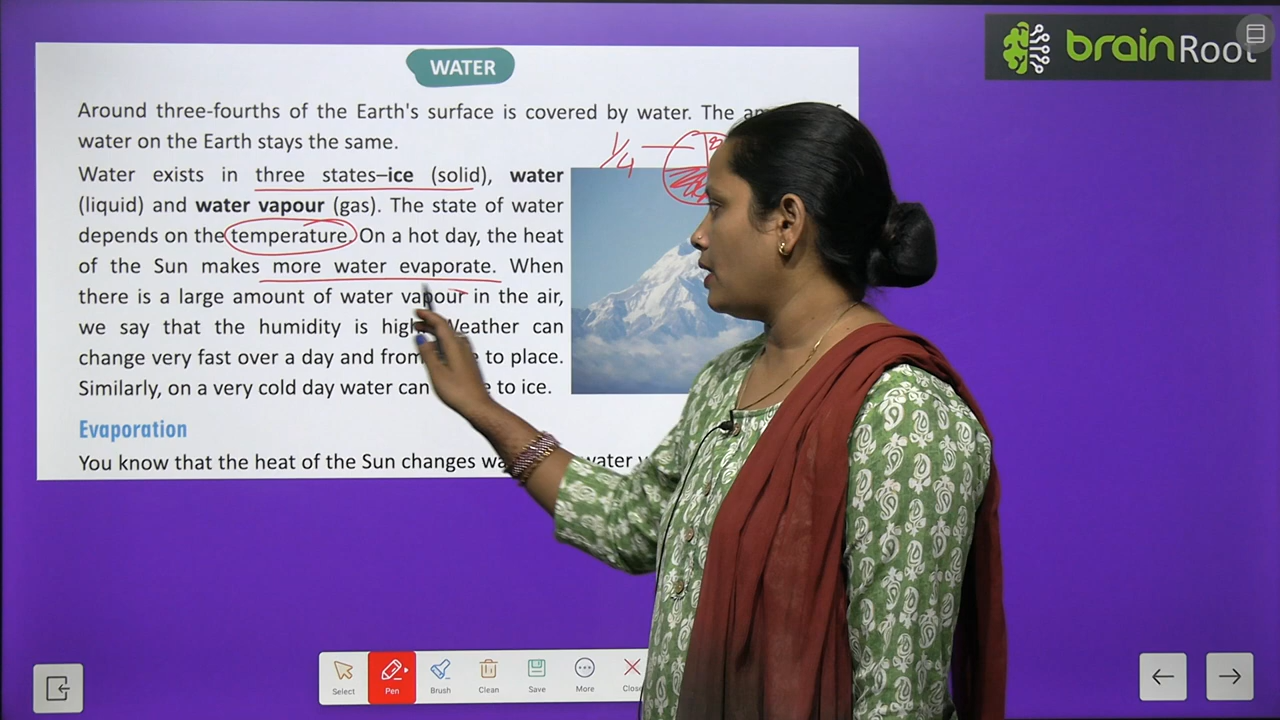 brainRoot
WATER
Around three-fourths of the Earth's surface is covered by water. The
water on the Earth stays the same.
1/4
Water exists in three states–ice (solid), water
(liquid) and water vapour (gas). The state of water
depends on the temperature. On a hot day, the heat
of the Sun makes more water evaporate. When
there is a large amount of water vapour in the air,
we say that the humidity is high. Weather can
change very fast over a day and from to place.
Similarly, on a very cold day water can to ice.
Evaporation
You know that the heat of the Sun changes water
Select Pen Brush Clean Save More Close